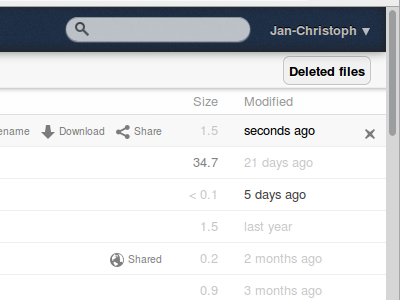 Jan-Christoph ▼
Deleted files
Size Modified
ename Download Share 1.5 seconds ago
34.7 21 days ago
< 0.1 5 days ago
1.5 last year
Shared 0.2 2 months ago
0.9 3 months ago